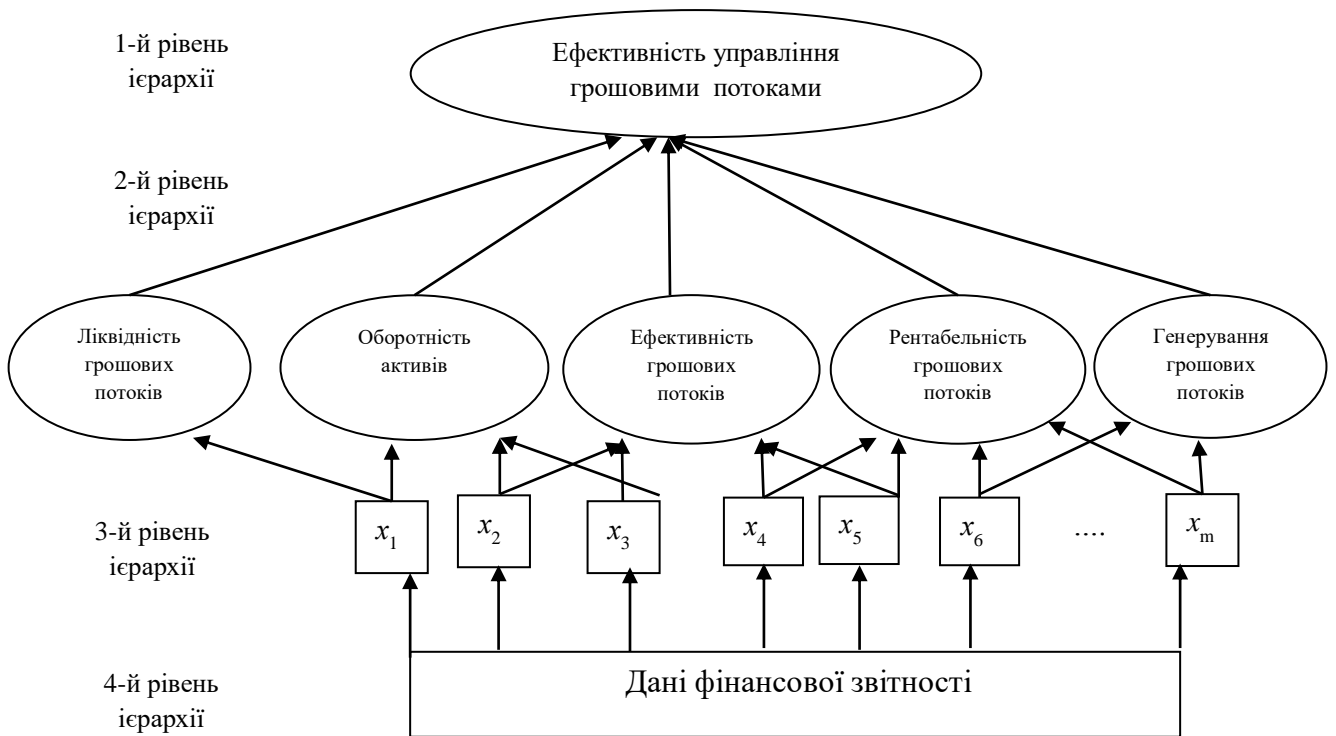 1-й рівень
ієрархії
Ефективність управління
грошовими потоками
2-й рівень
ієрархії
Ліквідність
грошових
потоків
Оборотність
активів
Ефективність
грошових
потоків
Рентабельність
грошових
потоків
Генерування
грошових
потоків
3-й рівень
ієрархії
x1
x2
x3
x4
x5
x6
....
xm
4-й рівень
ієрархії
Дані фінансової звітності